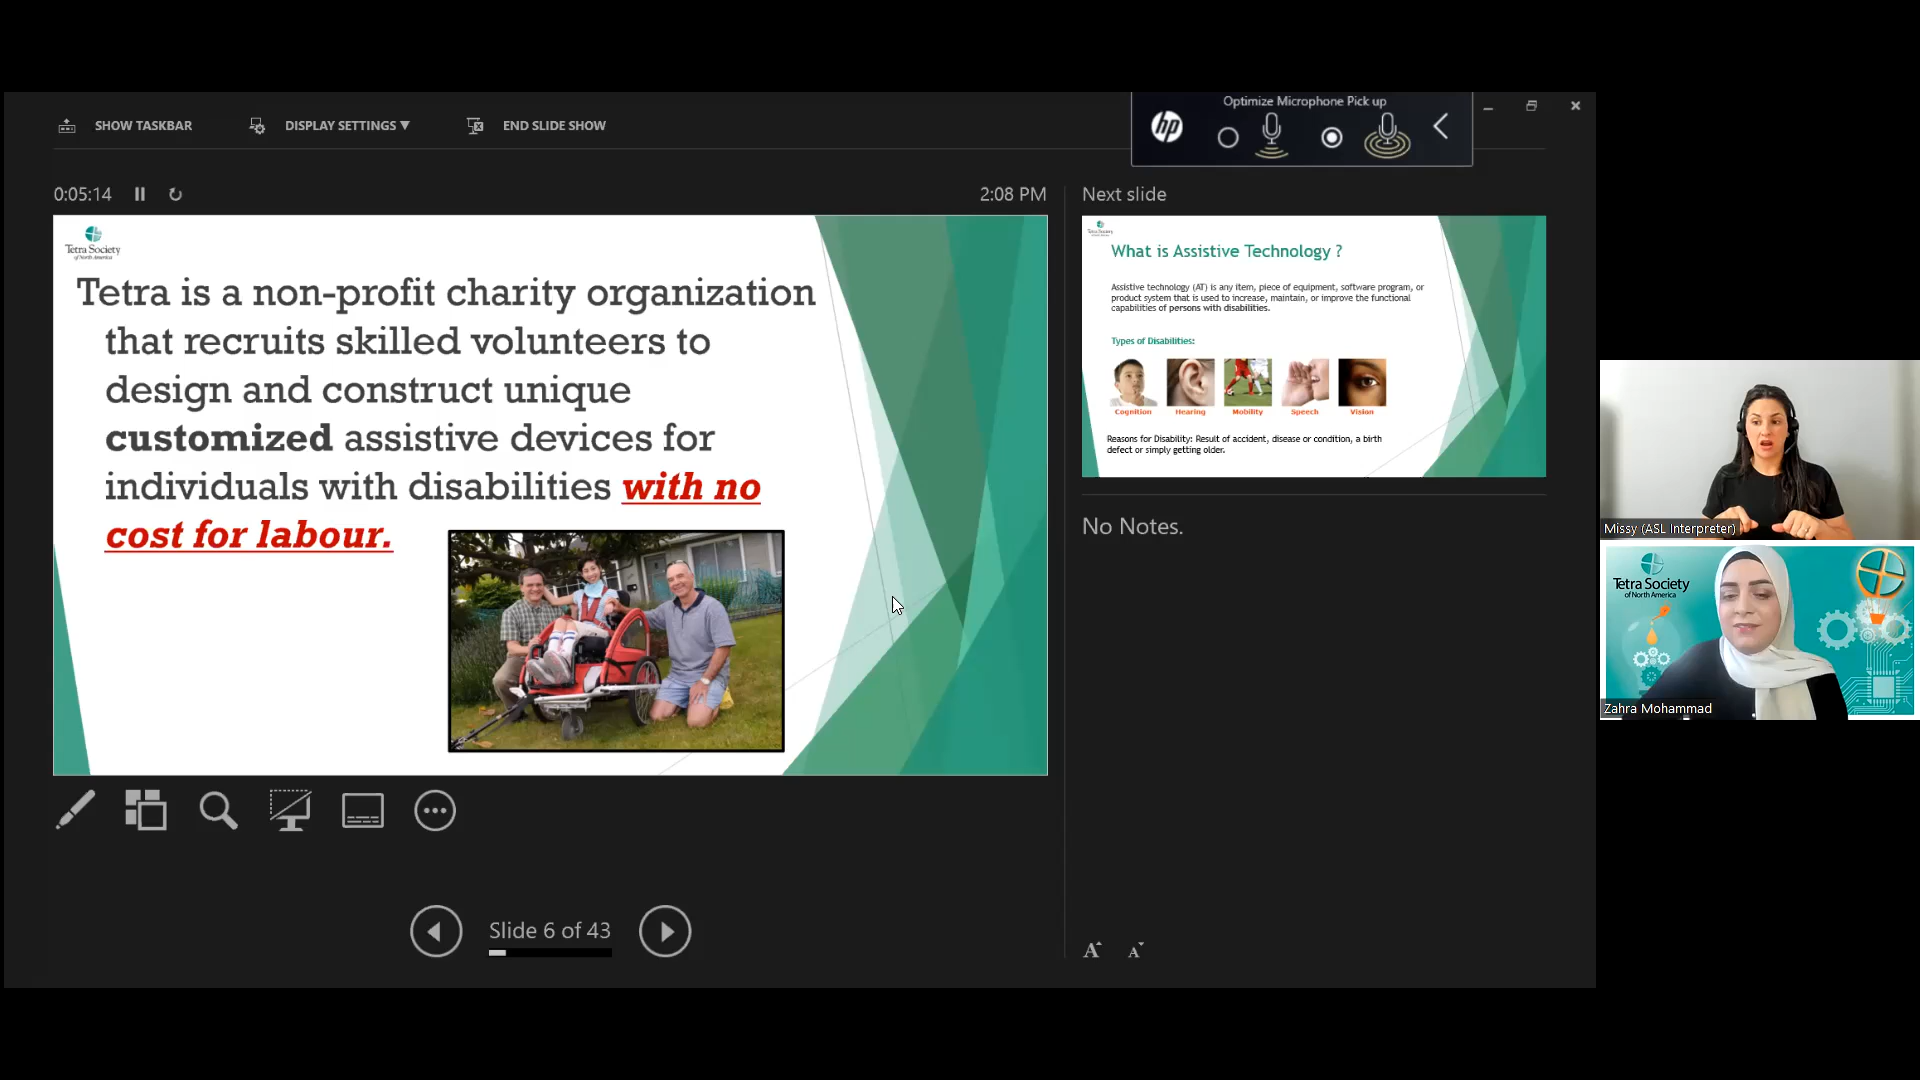 Optimize Microphone Pick up
hp
SHOW TASKBAR
DISPLAY SETTINGS ▼
END SLIDE SHOW
0:05:14
2:08 PM
Tetra Society
of North America
Tetra is a non-profit charity organization
that recruits skilled volunteers to
design and construct unique
customized assistive devices for
individuals with disabilities with no
cost for labour.
Slide 6 of 43
Next slide
What is Assistive Technology ?
Assistive technology (AT) is any item, piece of equipment, software program, or
product system that is used to increase, maintain, or improve the functional
capabilities of persons with disabilities.
Types of Disabilities:
Cognition Hearing Mobility Speech Vision
Reasons for Disability: Result of accident, disease or condition, a birth
defect or simply getting older.
No Notes.
A A
Missy (ASL Interpreter)
Tetra Society
of North America
Zahra Mohammad